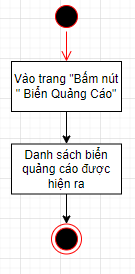 Vào trang "Bấm nút
" Biển Quảng Cáo"
Danh sách biển
quảng cáo được
hiện ra